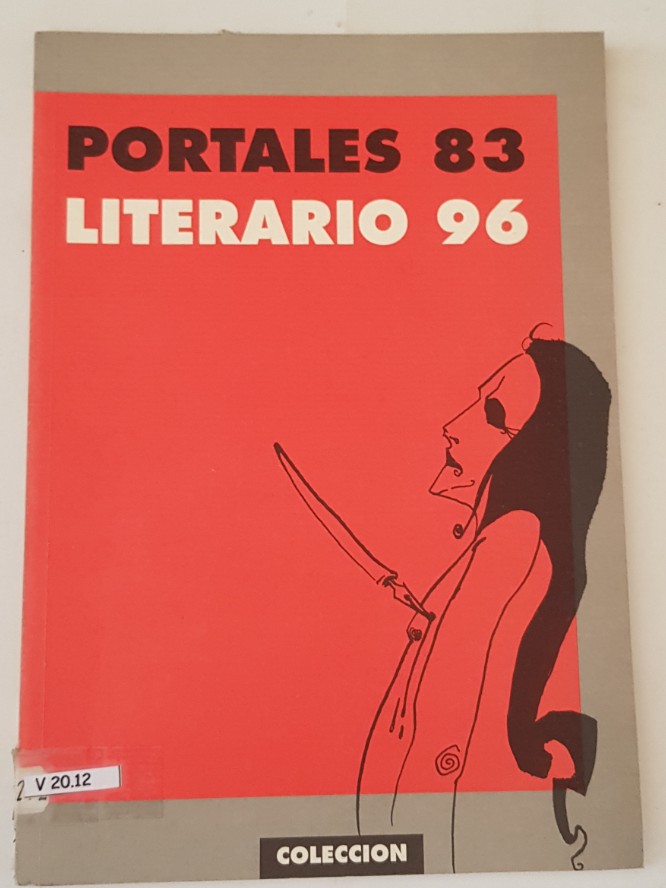 PORTALES 83
LITERARIO 96
V 20.12
COLECCION